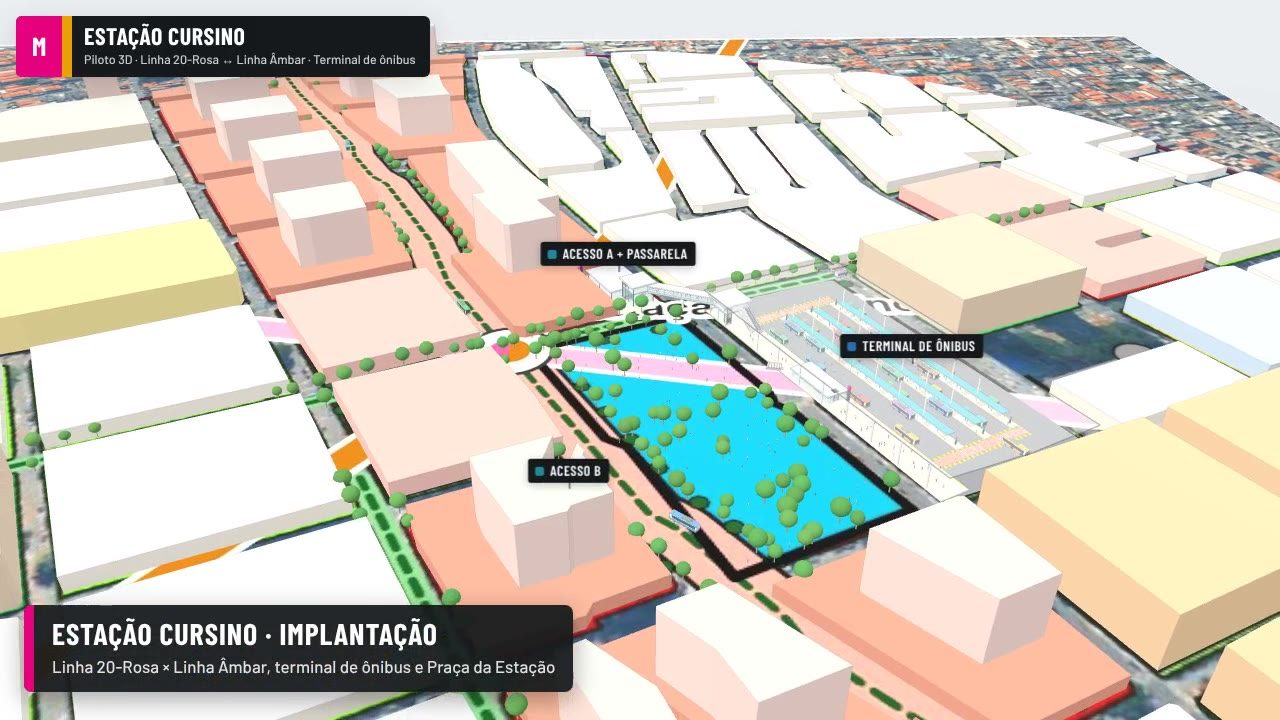 M
ESTAÇÃO CURSINO
Piloto 3D · Linha 20-Rosa ↔ Linha Âmbar · Terminal de ônibus
ACESSO A + PASSARELA
TERMINAL DE ÔNIBUS
ACESSO B
ESTAÇÃO CURSINO · IMPLANTAÇÃO
Linha 20-Rosa × Linha Âmbar, terminal de ônibus e Praça da Estação